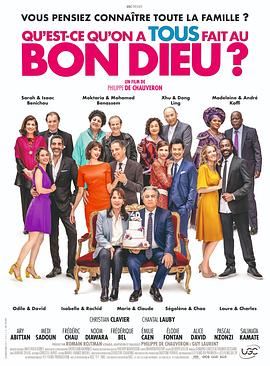 VOUS PENSIEZ CONNAÎTRE TOUTE LA FAMILLE ?
QU'EST-CE QU'ON A TOUS FAIT AU
BON DIEU ?
UN FILM DE
PHILIPPE DE CHAUVERON
Sarah & Isaac Benichou
Moktaria & Mohamed Benassem
Xhu & Dong Ling
Madeleine & André Koffi
Odile & David
Isabelle & Rachid
Marie & Claude
Ségolène & Chao
Laure & Charles
CHRISTIAN CLAVIER CHANTAL LAUBY
ARY ABITTAN
MEDI SADOUN
FRÉDÉRIC CHAU
NOOM DIAWARA
FRÉDÉRIQUE BEL
ÉMILIE CAEN
ÉLODIE FONTAN
ALICE DAVID
PASCAL NZONZI
SALIMATA KAMATE
UGC